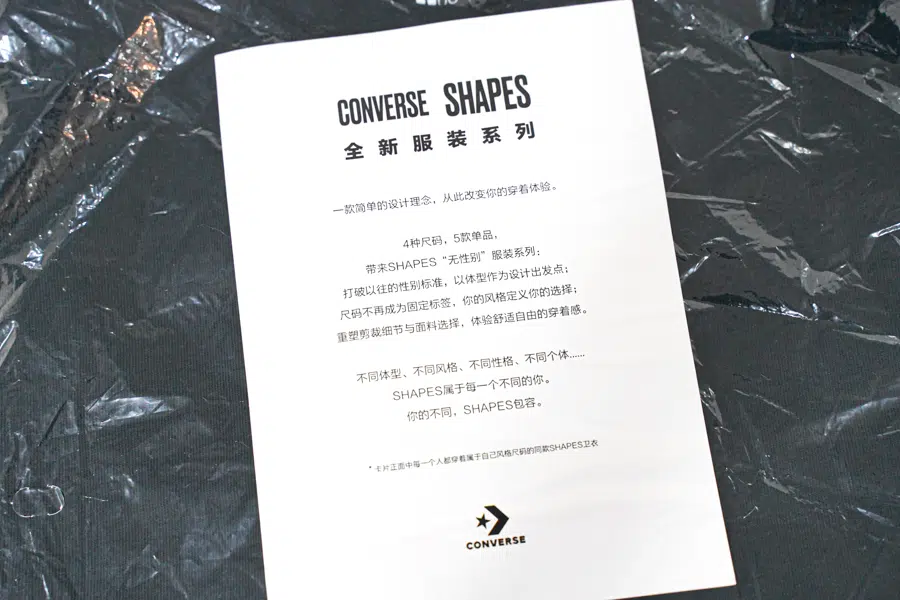 CONVERSE SHAPES
全新服装系列
一款简单的设计理念，从此改变你的穿着体验。
4种尺码，5款单品，
带来SHAPES“无性别”服装系列；
打破以往的性别标准，以体型作为设计出发点；
尺码不再成为固定标签，你的风格定义你的选择；
重塑剪裁细节与面料选择，体验舒适自由的穿着感。
不同体型、不同风格、不同性格、不同个体......
SHAPES属于每一个不同的你。
你的不同，SHAPES包容。
* 卡片正面中每一个人都穿着属于自己风格尺码的同款SHAPES卫衣
CONVERSE